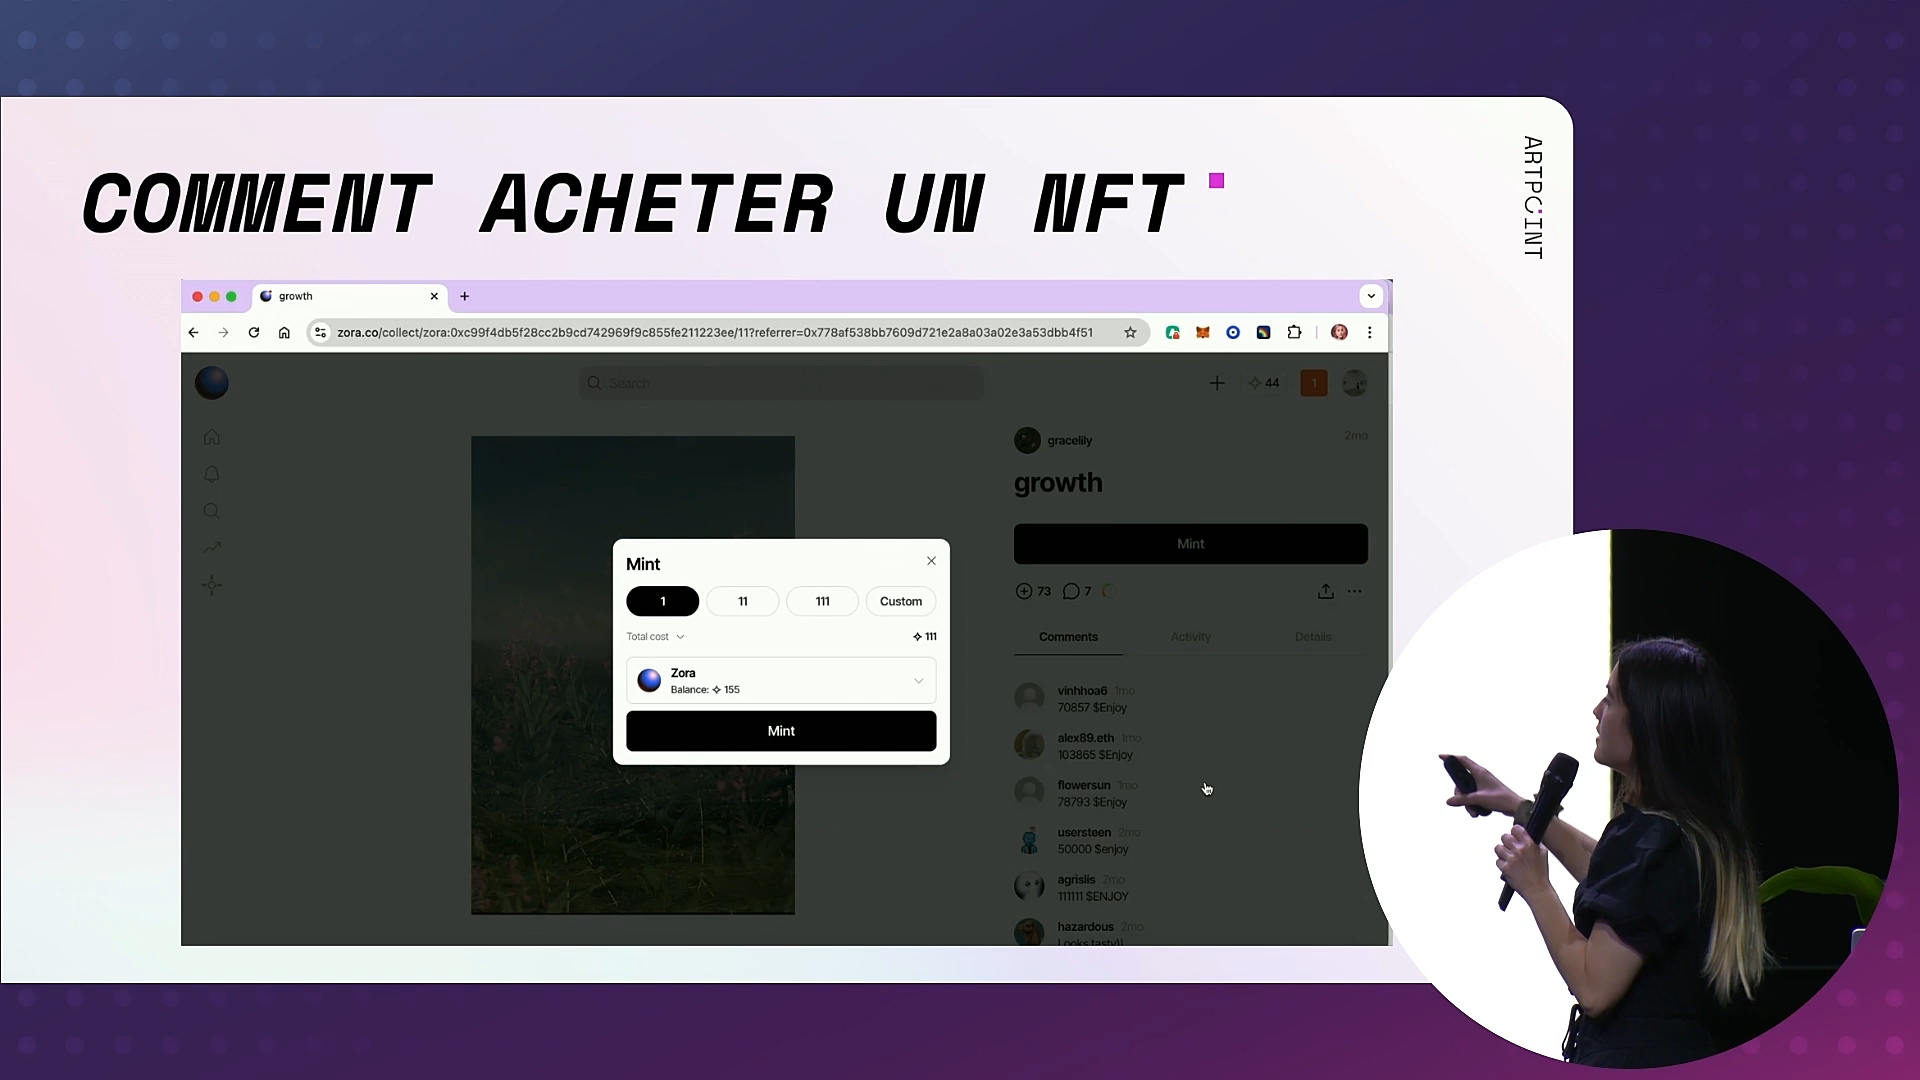 COMMENT ACHETER UN NFT
ARTPOINT
growth
zora.co/collect/zora:0xc99f4db5f28cc2b9cd742969f9c855fe211223ee/11?referrer=0x778af538bb7609d721e2a8a03a02e3a53dbb4f51
Search
44
1
gracelily
2mo
growth
Mint
73
7
Comments
Activity
Details
vinhhoa6 1mo
70857 $Enjoy
alex89.eth 1mo
103865 $Enjoy
flowersun 1mo
78793 $Enjoy
usersteen 2mo
50000 $enjoy
agrislis 2mo
111111 $ENJOY
hazardous 2mo
Looks tasty))
Mint
1
11
111
Custom
Total cost
111
Zora
Balance: 155
Mint